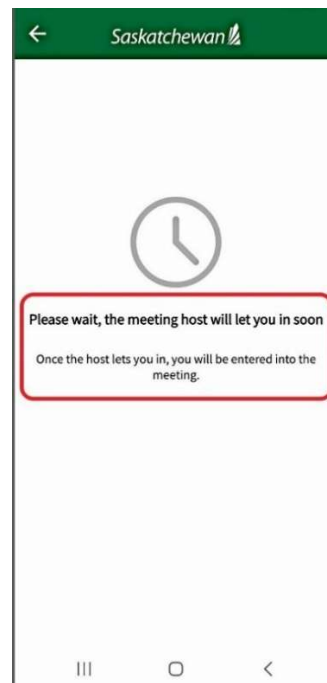 Saskatchewan
Please wait, the meeting host will let you in soon
Once the host lets you in, you will be entered into the
meeting.